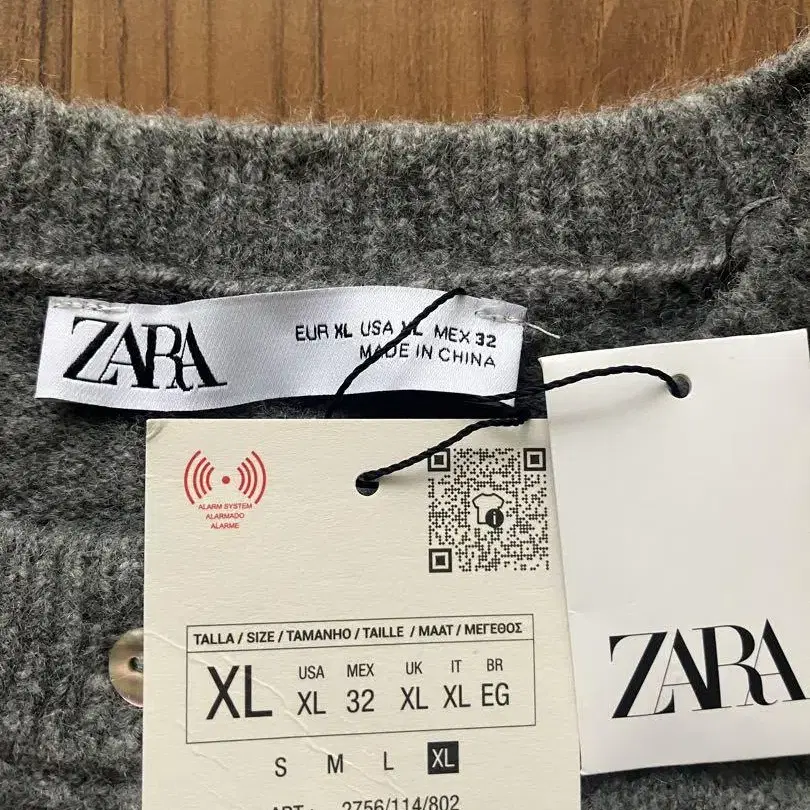 ZARA
EUR XL USA XL MEX 32
MADE IN CHINA
ALARM SYSTEM
ALARMADO
ALARME
TALLA / SIZE / TAMANHO / TAILLE / MAAT / ΜΕΓΕΘΟΣ
XL
USA MEX UK IT BR
XL 32 XL XL EG
S M L XL
ART.: 2756/114/802
ZARA